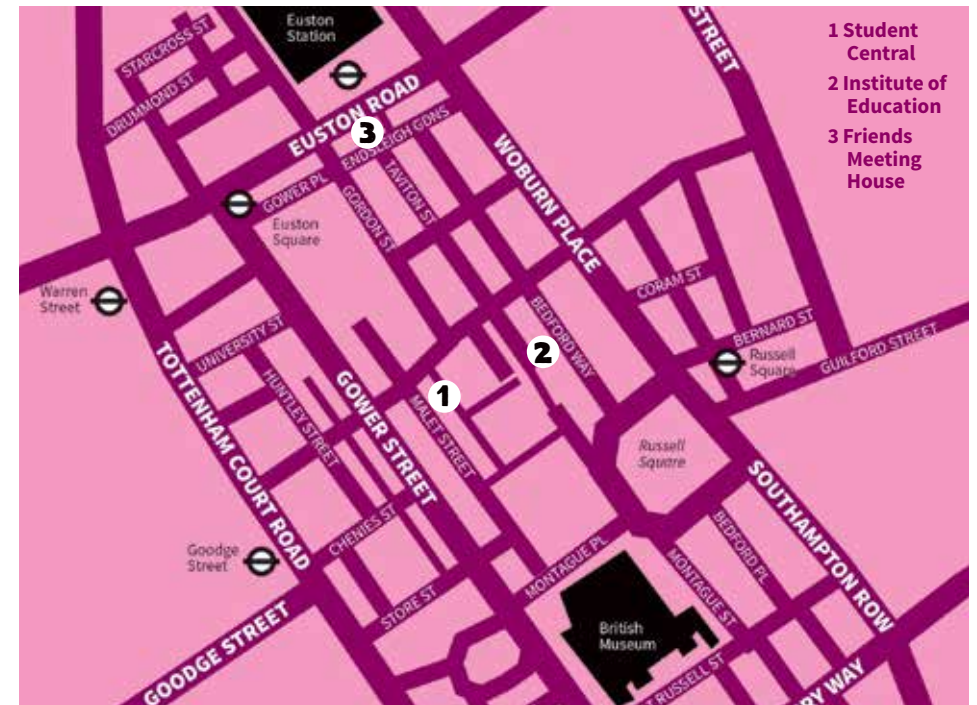 Euston
Station
STREET
1 Student
Central
2 Institute of
Education
3 Friends
Meeting
House
STARCROSS ST
DRUMMOND ST
EUSTON ROAD
3
ENDSLEIGH GDNS
WOBURN PLACE
GOWER PL
TAVITON ST
GORDON ST
Euston
Square
Warren
Street
CORAM ST
BERNARD ST
GUILFORD STREET
Russell
Square
UNIVERSITY ST
BEDFORD WAY
2
TOTTENHAM COURT ROAD
HUNTLEY STREET
GOWER STREET
1
MALET STREET
Russell
Square
SOUTHAMPTON ROW
CHENIES ST
Goodge
Street
MONTAGUE PL
BEDFORD PL
MONTAGUE ST
STORE ST
GOODGE STREET
British
Museum
RUSSELL ST
RY WAY